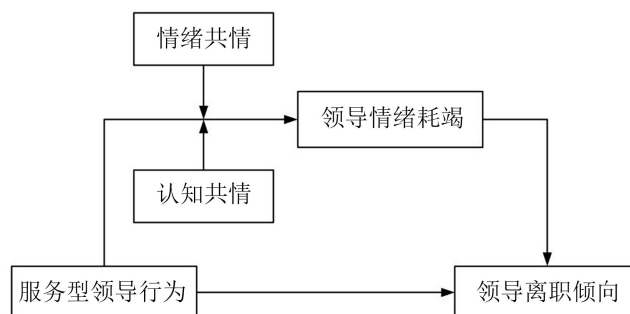 情绪共情
领导情绪耗竭
认知共情
服务型领导行为
领导离职倾向